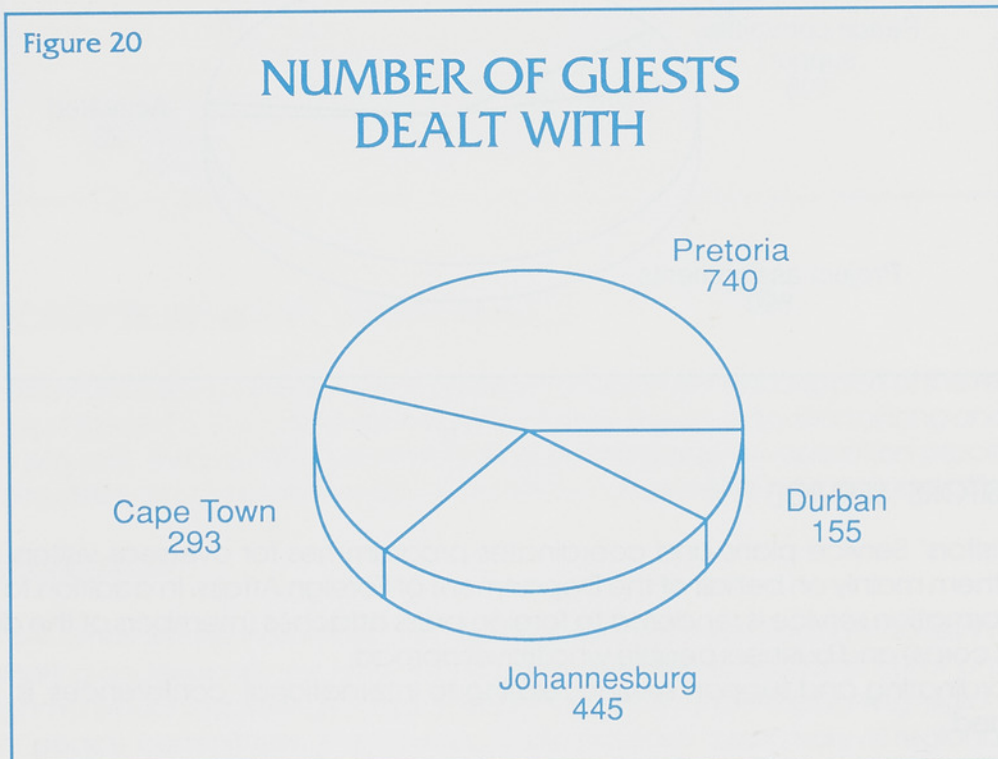 Figure 20
NUMBER OF GUESTS
DEALT WITH
Pretoria
740
Durban
155
Cape Town
293
Johannesburg
445